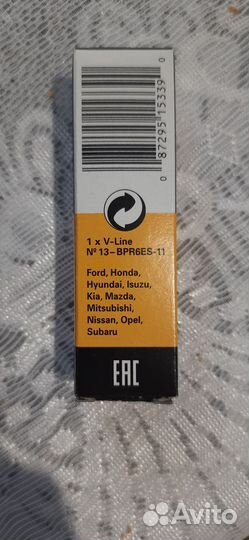 0 87295 15339 0
1 x V-Line
Nº 13–BPR6ES-11
Ford, Honda,
Hyundai, Isuzu,
Kia, Mazda,
Mitsubishi,
Nissan, Opel,
Subaru
EAC
Avito